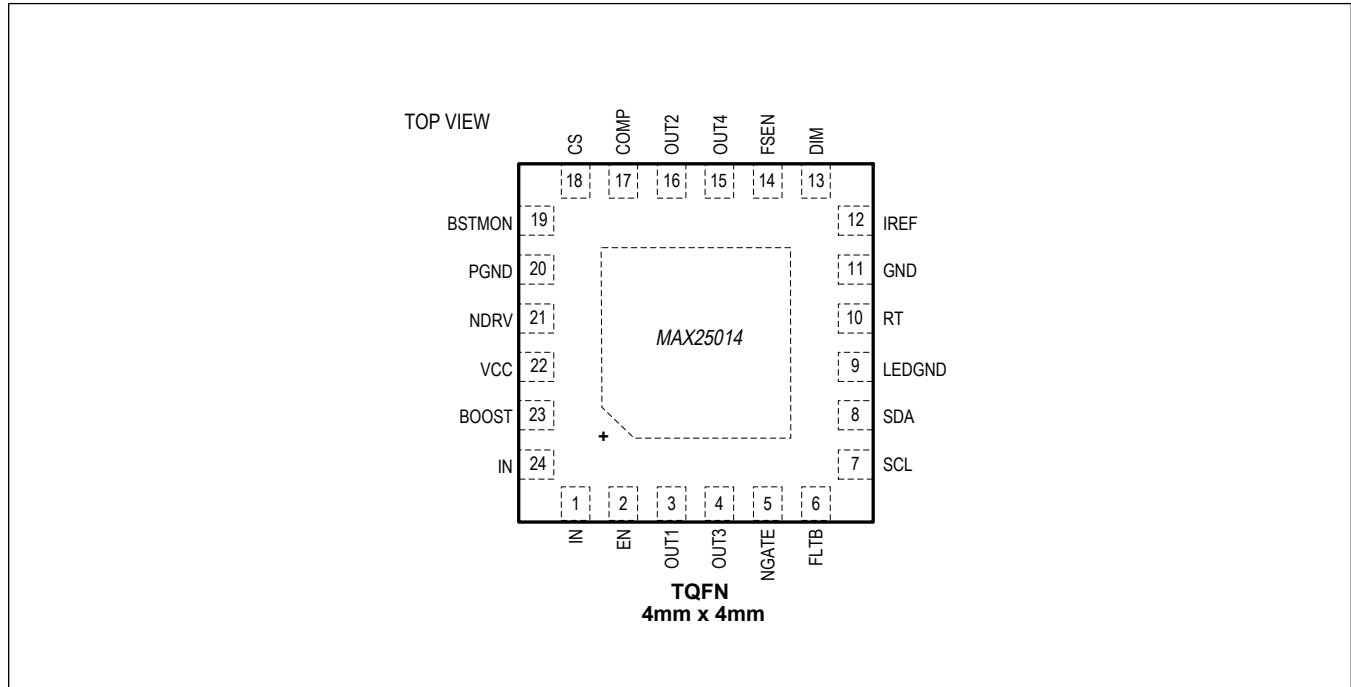 TOP VIEW
CS
COMP
OUT2
OUT4
FSEN
DIM
18 17 16 15 14 13
BSTMON 19 12 IREF
PGND 20 11 GND
NDRV 21 10 RT
MAX25014
VCC 22 9 LEDGND
BOOST 23 8 SDA
+
IN 24 7 SCL
1 2 3 4 5 6
IN
EN
OUT1
OUT3
NGATE
FLTB
TQFN
4mm x 4mm